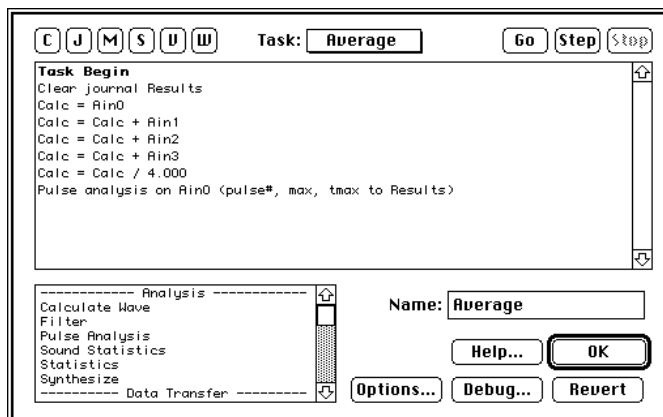 C J M S V W Task: Average Go Step Stop
Task Begin
Clear journal Results
Calc = Ain0
Calc = Calc + Ain1
Calc = Calc + Ain2
Calc = Calc + Ain3
Calc = Calc / 4.000
Pulse analysis on Ain0 (pulse#, max, tmax to Results)
------------ Analysis ------------
Calculate Wave
Filter
Pulse Analysis
Sound Statistics
Statistics
Synthesize
---------- Data Transfer ----------
Name: Average
Help... OK
Options... Debug... Revert